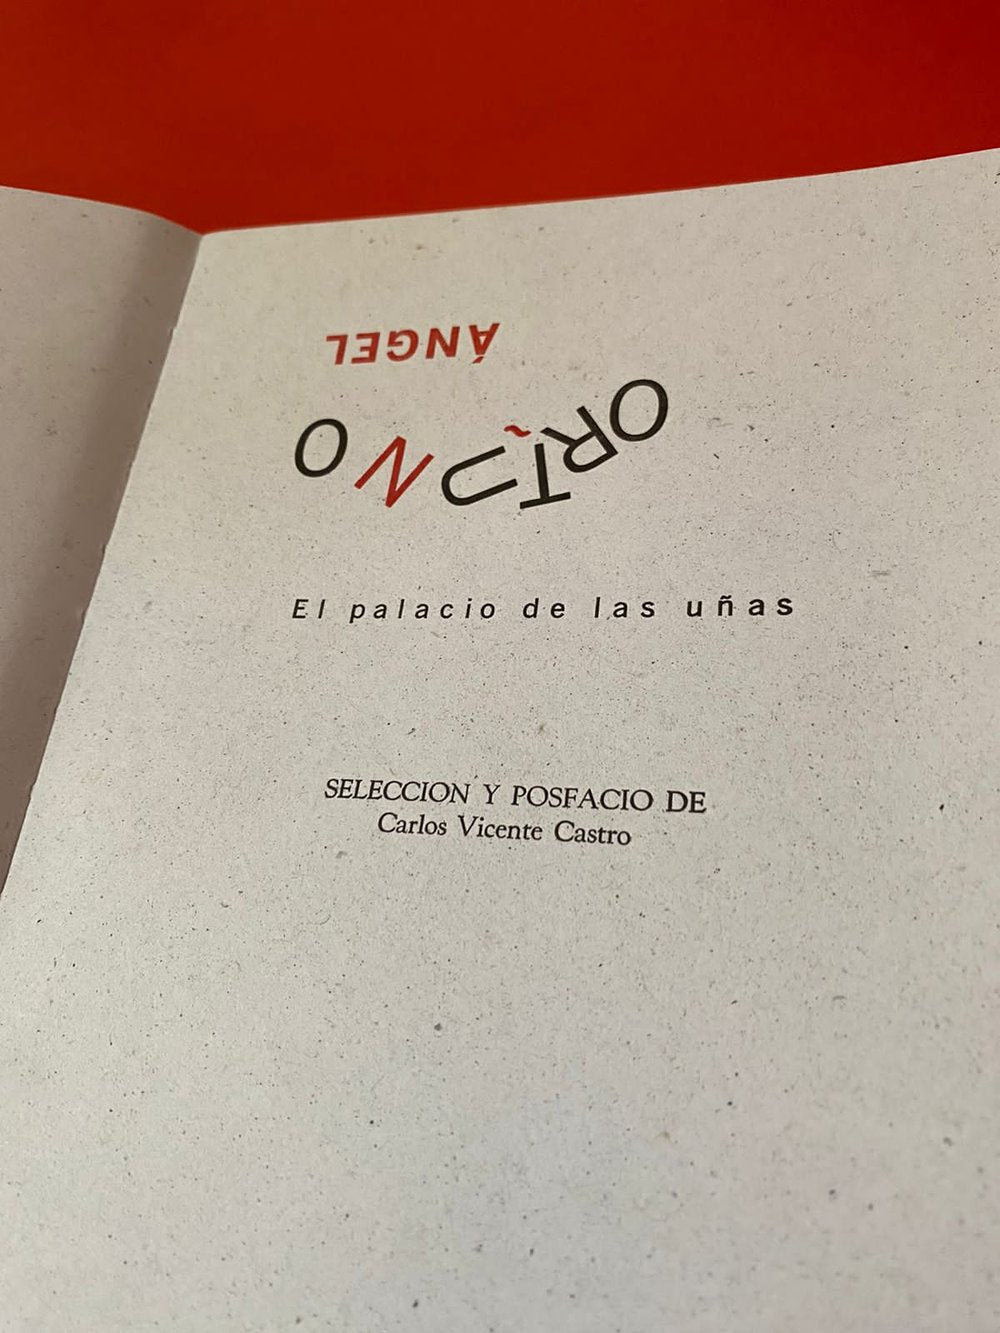 ÁNGEL
ORTUÑO
El palacio de las uñas
SELECCION Y POSFACIO DE
Carlos Vicente Castro